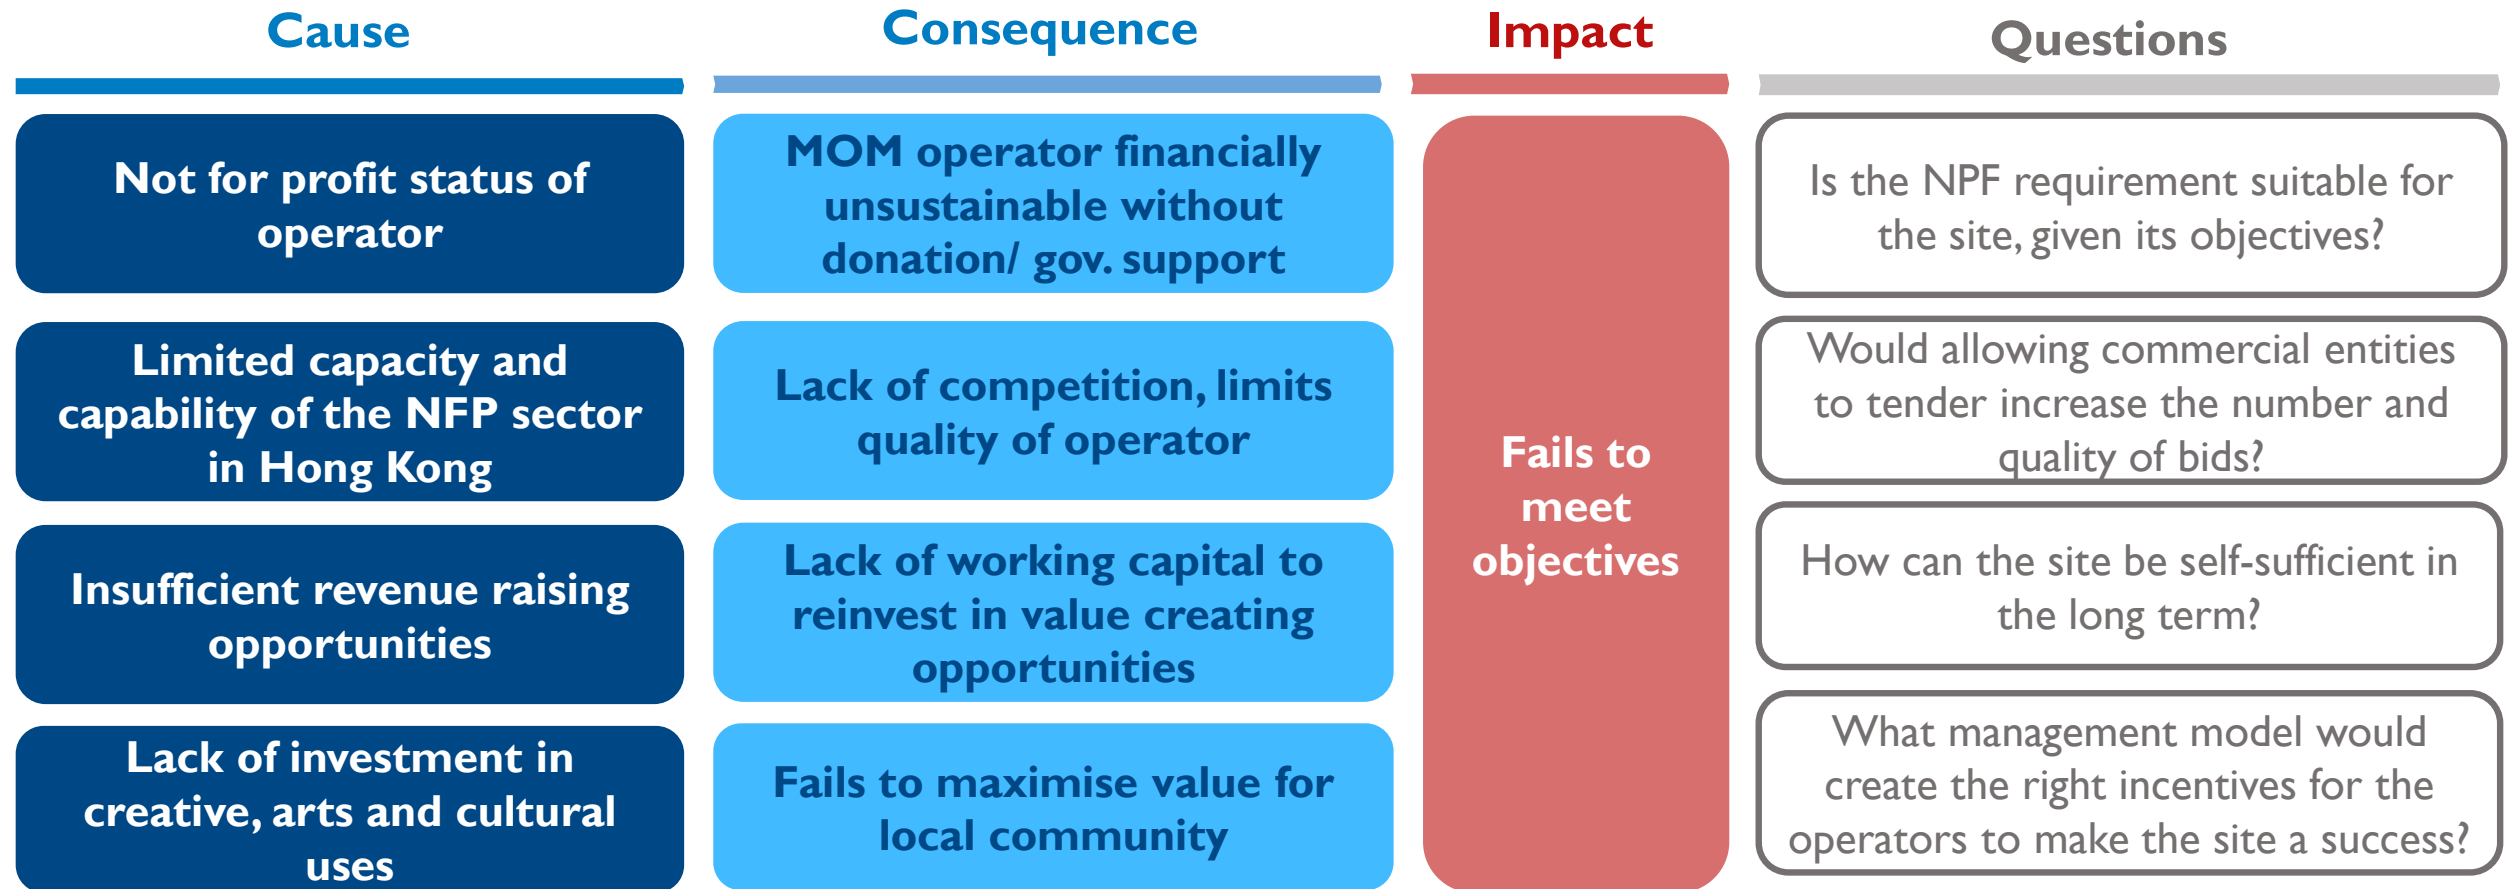 Cause
Consequence
Impact
Questions
Not for profit status of
operator
MOM operator financially
unsustainable without
donation/ gov. support
Is the NPF requirement suitable for
the site, given its objectives?
Limited capacity and
capability of the NFP sector
in Hong Kong
Lack of competition, limits
quality of operator
Fails to
meet
objectives
Would allowing commercial entities
to tender increase the number and
quality of bids?
Insufficient revenue raising
opportunities
Lack of working capital to
reinvest in value creating
opportunities
How can the site be self-sufficient in
the long term?
Lack of investment in
creative, arts and cultural
uses
Fails to maximise value for
local community
What management model would
create the right incentives for the
operators to make the site a success?